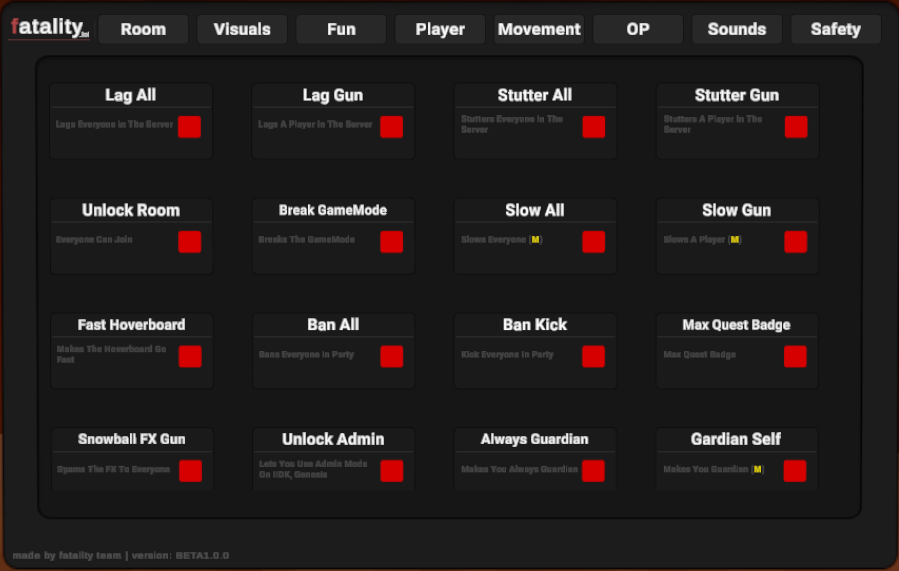 fatality.lol
Room
Visuals
Fun
Player
Movement
OP
Sounds
Safety
Lag All
Lags Everyone In The Server
Lag Gun
Lags A Player In The Server
Stutter All
Stutters Everyone In The
Server
Stutter Gun
Stutters A Player In The
Server
Unlock Room
Everyone Can Join
Break GameMode
Breaks The GameMode
Slow All
Slows Everyone [M]
Slow Gun
Slows A Player [M]
Fast Hoverboard
Makes The Hoverboard Go
Fast
Ban All
Bans Everyone In Party
Ban Kick
Kick Everyone In Party
Max Quest Badge
Max Quest Badge
Snowball FX Gun
Spams The FX To Everyone
Unlock Admin
Lets You Use Admin Mode
On IIDK, Genesis
Always Guardian
Makes You Always Guardian
Gardian Self
Makes You Guardian [M]
made by fatality team | version: BETA1.0.0